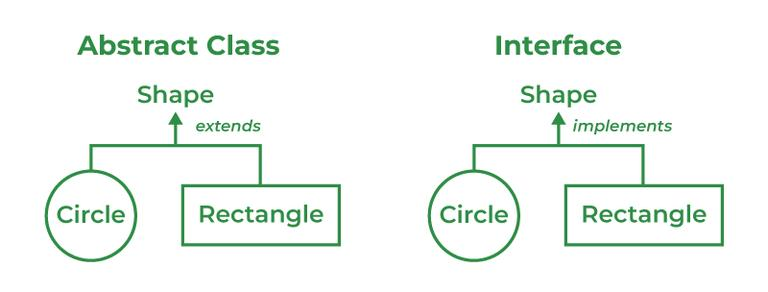 Abstract Class
Shape
extends
Circle
Rectangle
Interface
Shape
implements
Circle
Rectangle